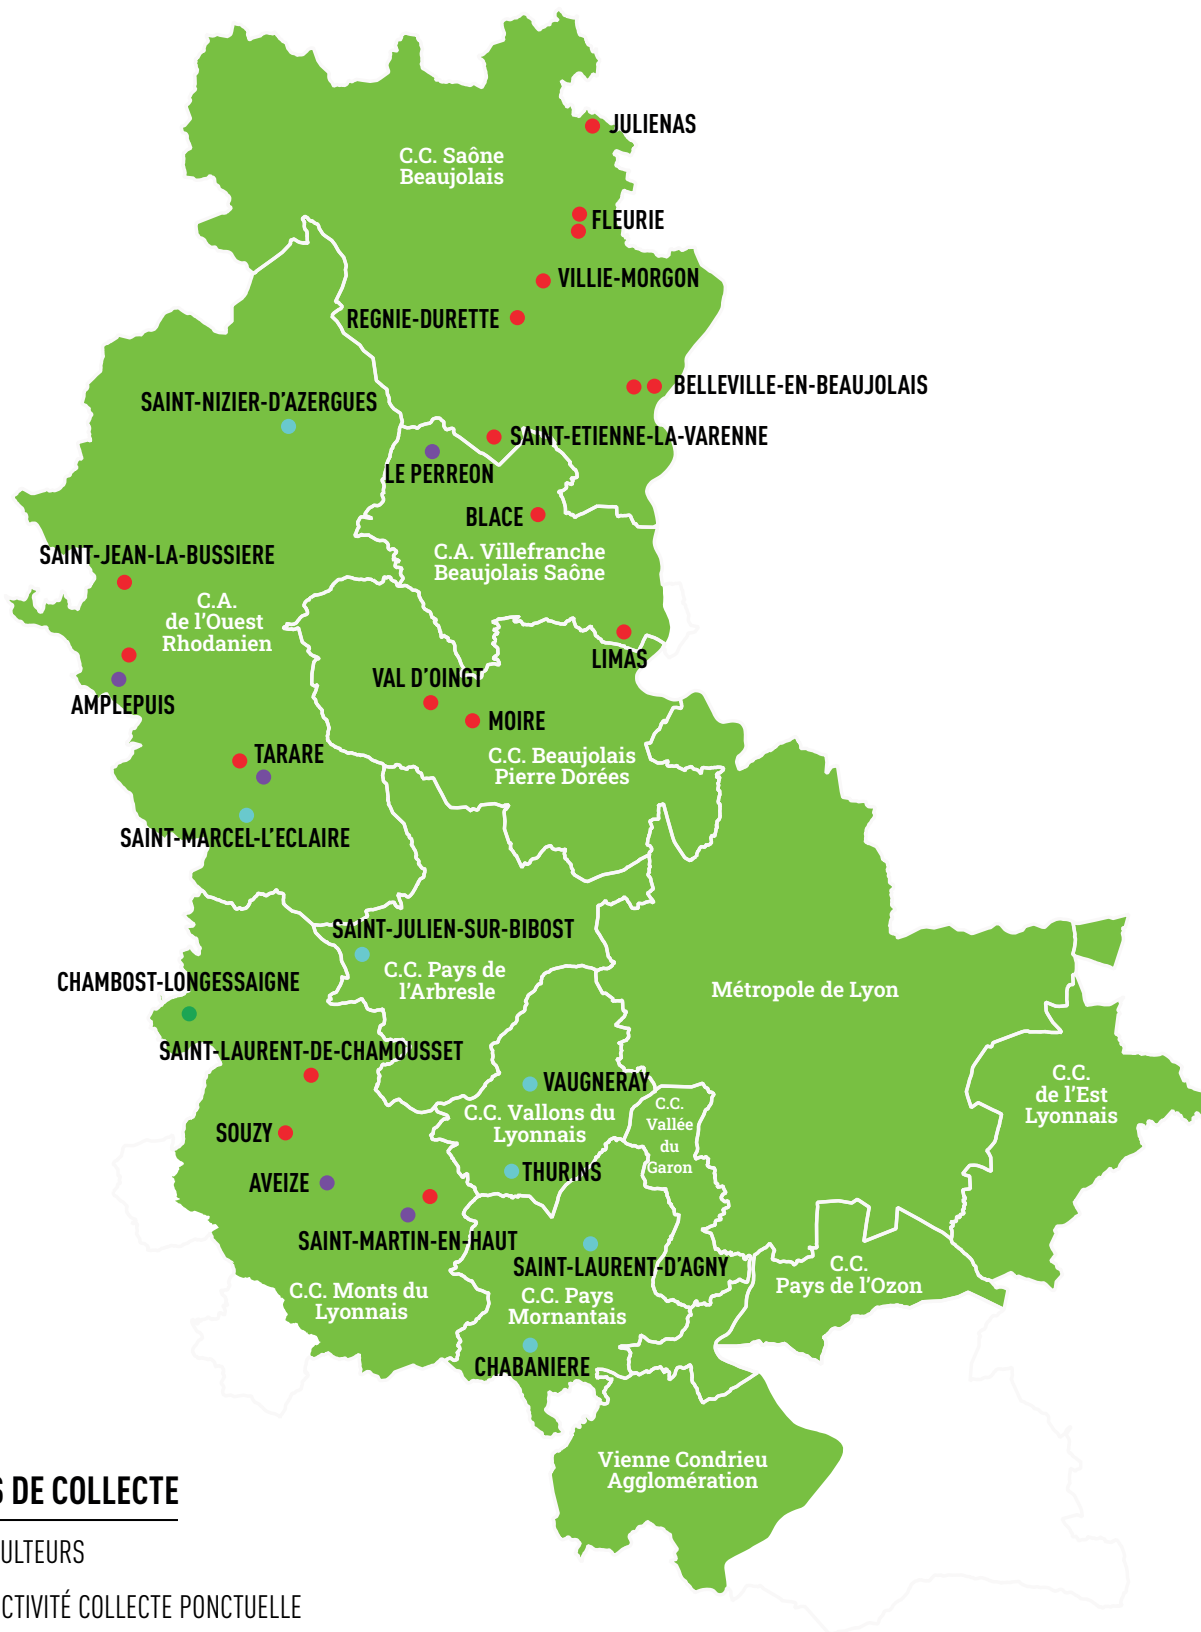 JULIENAS
C.C. Saône
Beaujolais
FLEURIE
VILLIE-MORGON
REGNIE-DURETTE
BELLEVILLE-EN-BEAUJOLAIS
SAINT-NIZIER-D'AZERGUES
SAINT-ETIENNE-LA-VARENNE
LE PERREON
BLACE
C.A. Villefranche
Beaujolais Saône
SAINT-JEAN-LA-BUSSIERE
C.A.
de l'Ouest
Rhodanien
LIMAS
VAL D'OINGT
AMPLEPUIS
MOIRE
C.C. Beaujolais
Pierre Dorées
TARARE
SAINT-MARCEL-L'ECLAIRE
SAINT-JULIEN-SUR-BIBOST
C.C. Pays de
l'Arbresle
CHAMBOST-LONGESSAIGNE
Métropole de Lyon
SAINT-LAURENT-DE-CHAMOUSSET
VAUGNERAY
C.C.
de l'Est
Lyonnais
C.C. Vallons du
Lyonnais
C.C.
Vallée
du
Garon
SOUZY
THURINS
AVEIZE
SAINT-MARTIN-EN-HAUT
SAINT-LAURENT-D'AGNY
C.C.
Pays de l'Ozon
C.C. Monts du
Lyonnais
C.C. Pays
Mornantais
CHABANIERE
Vienne Condrieu
Agglomération
S DE COLLECTE
ULTEURS
CTIVITÉ COLLECTE PONCTUELLE